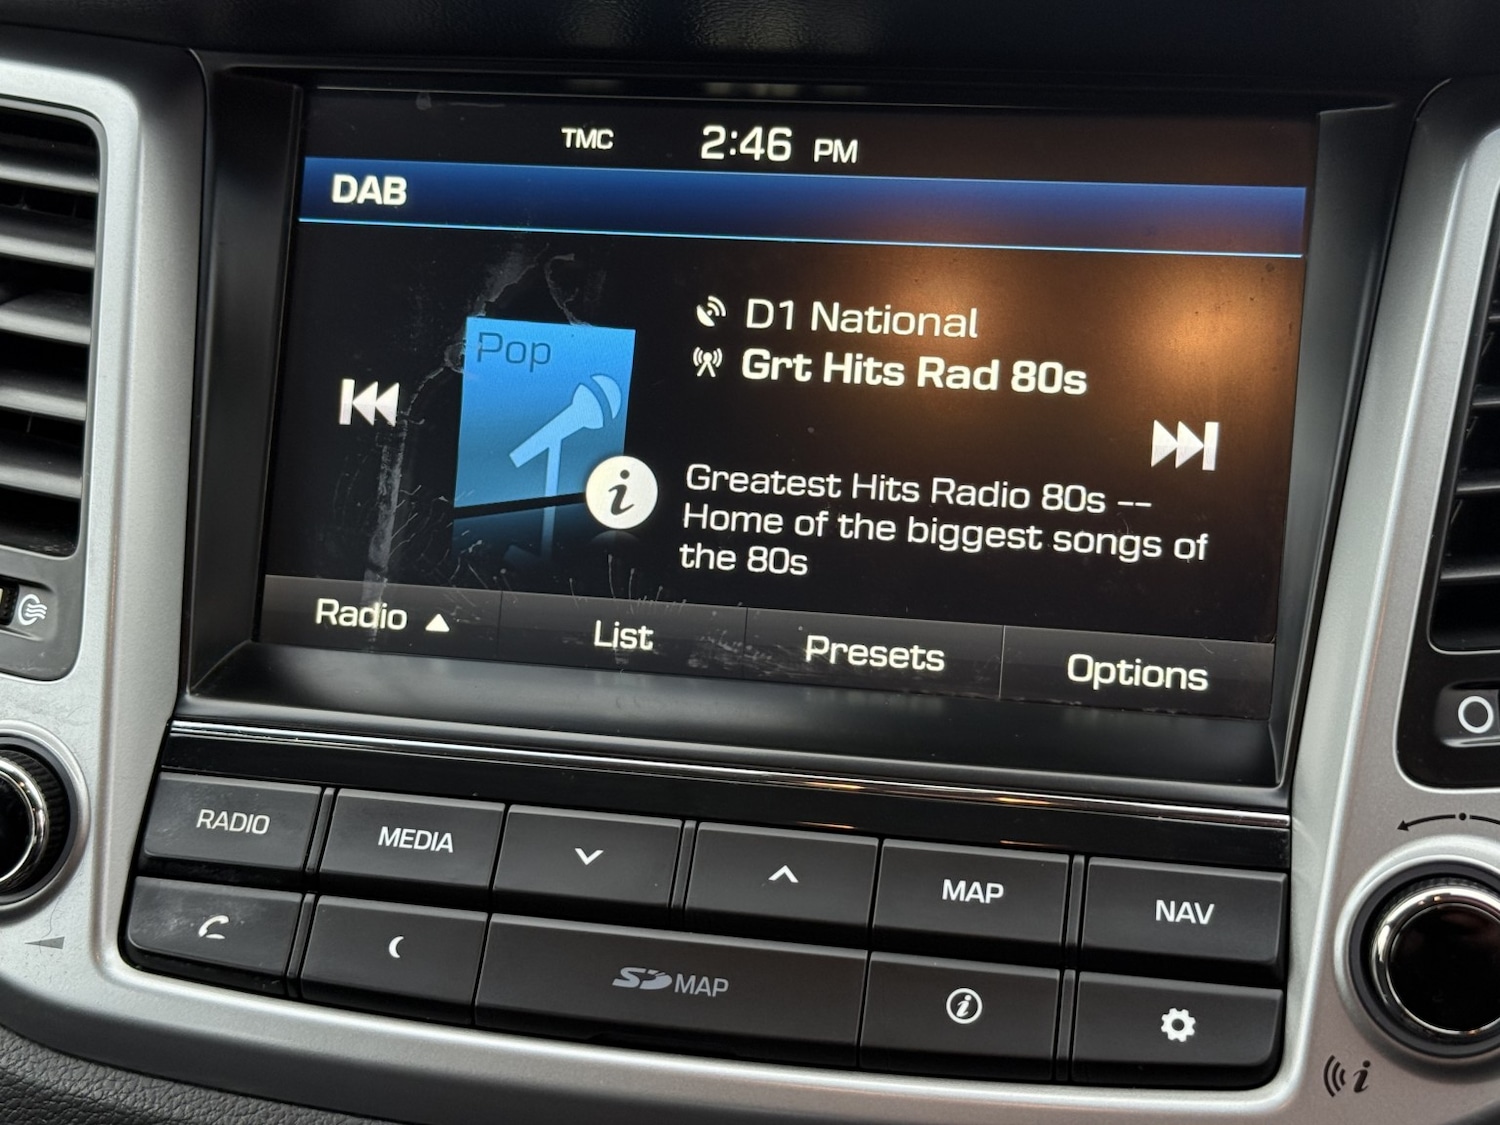 TMC 2:46 PM
DAB
D1 National
Pop
Grt Hits Rad 80s
Greatest Hits Radio 80s --
Home of the biggest songs of
the 80s
Radio List Presets Options
RADIO MEDIA MAP NAV
SD MAP